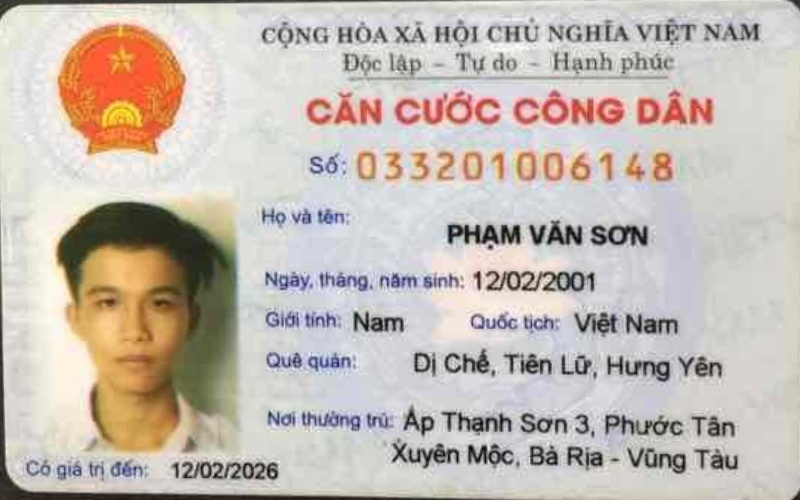 CỘNG HÒA XÃ HỘI CHỦ NGHĨA VIỆT NAM
Độc lập - Tự do - Hạnh phúc
CĂN CƯỚC CÔNG DÂN
Số: 033201006148
Họ và tên:
PHẠM VĂN SƠN
Ngày, tháng, năm sinh: 12/02/2001
Giới tính: Nam Quốc tịch: Việt Nam
Quê quán: Dị Chế, Tiên Lữ, Hưng Yên
Nơi thường trú: Ấp Thạnh Sơn 3, Phước Tân
Xuyên Mộc, Bà Rịa - Vũng Tàu
Có giá trị đến: 12/02/2026